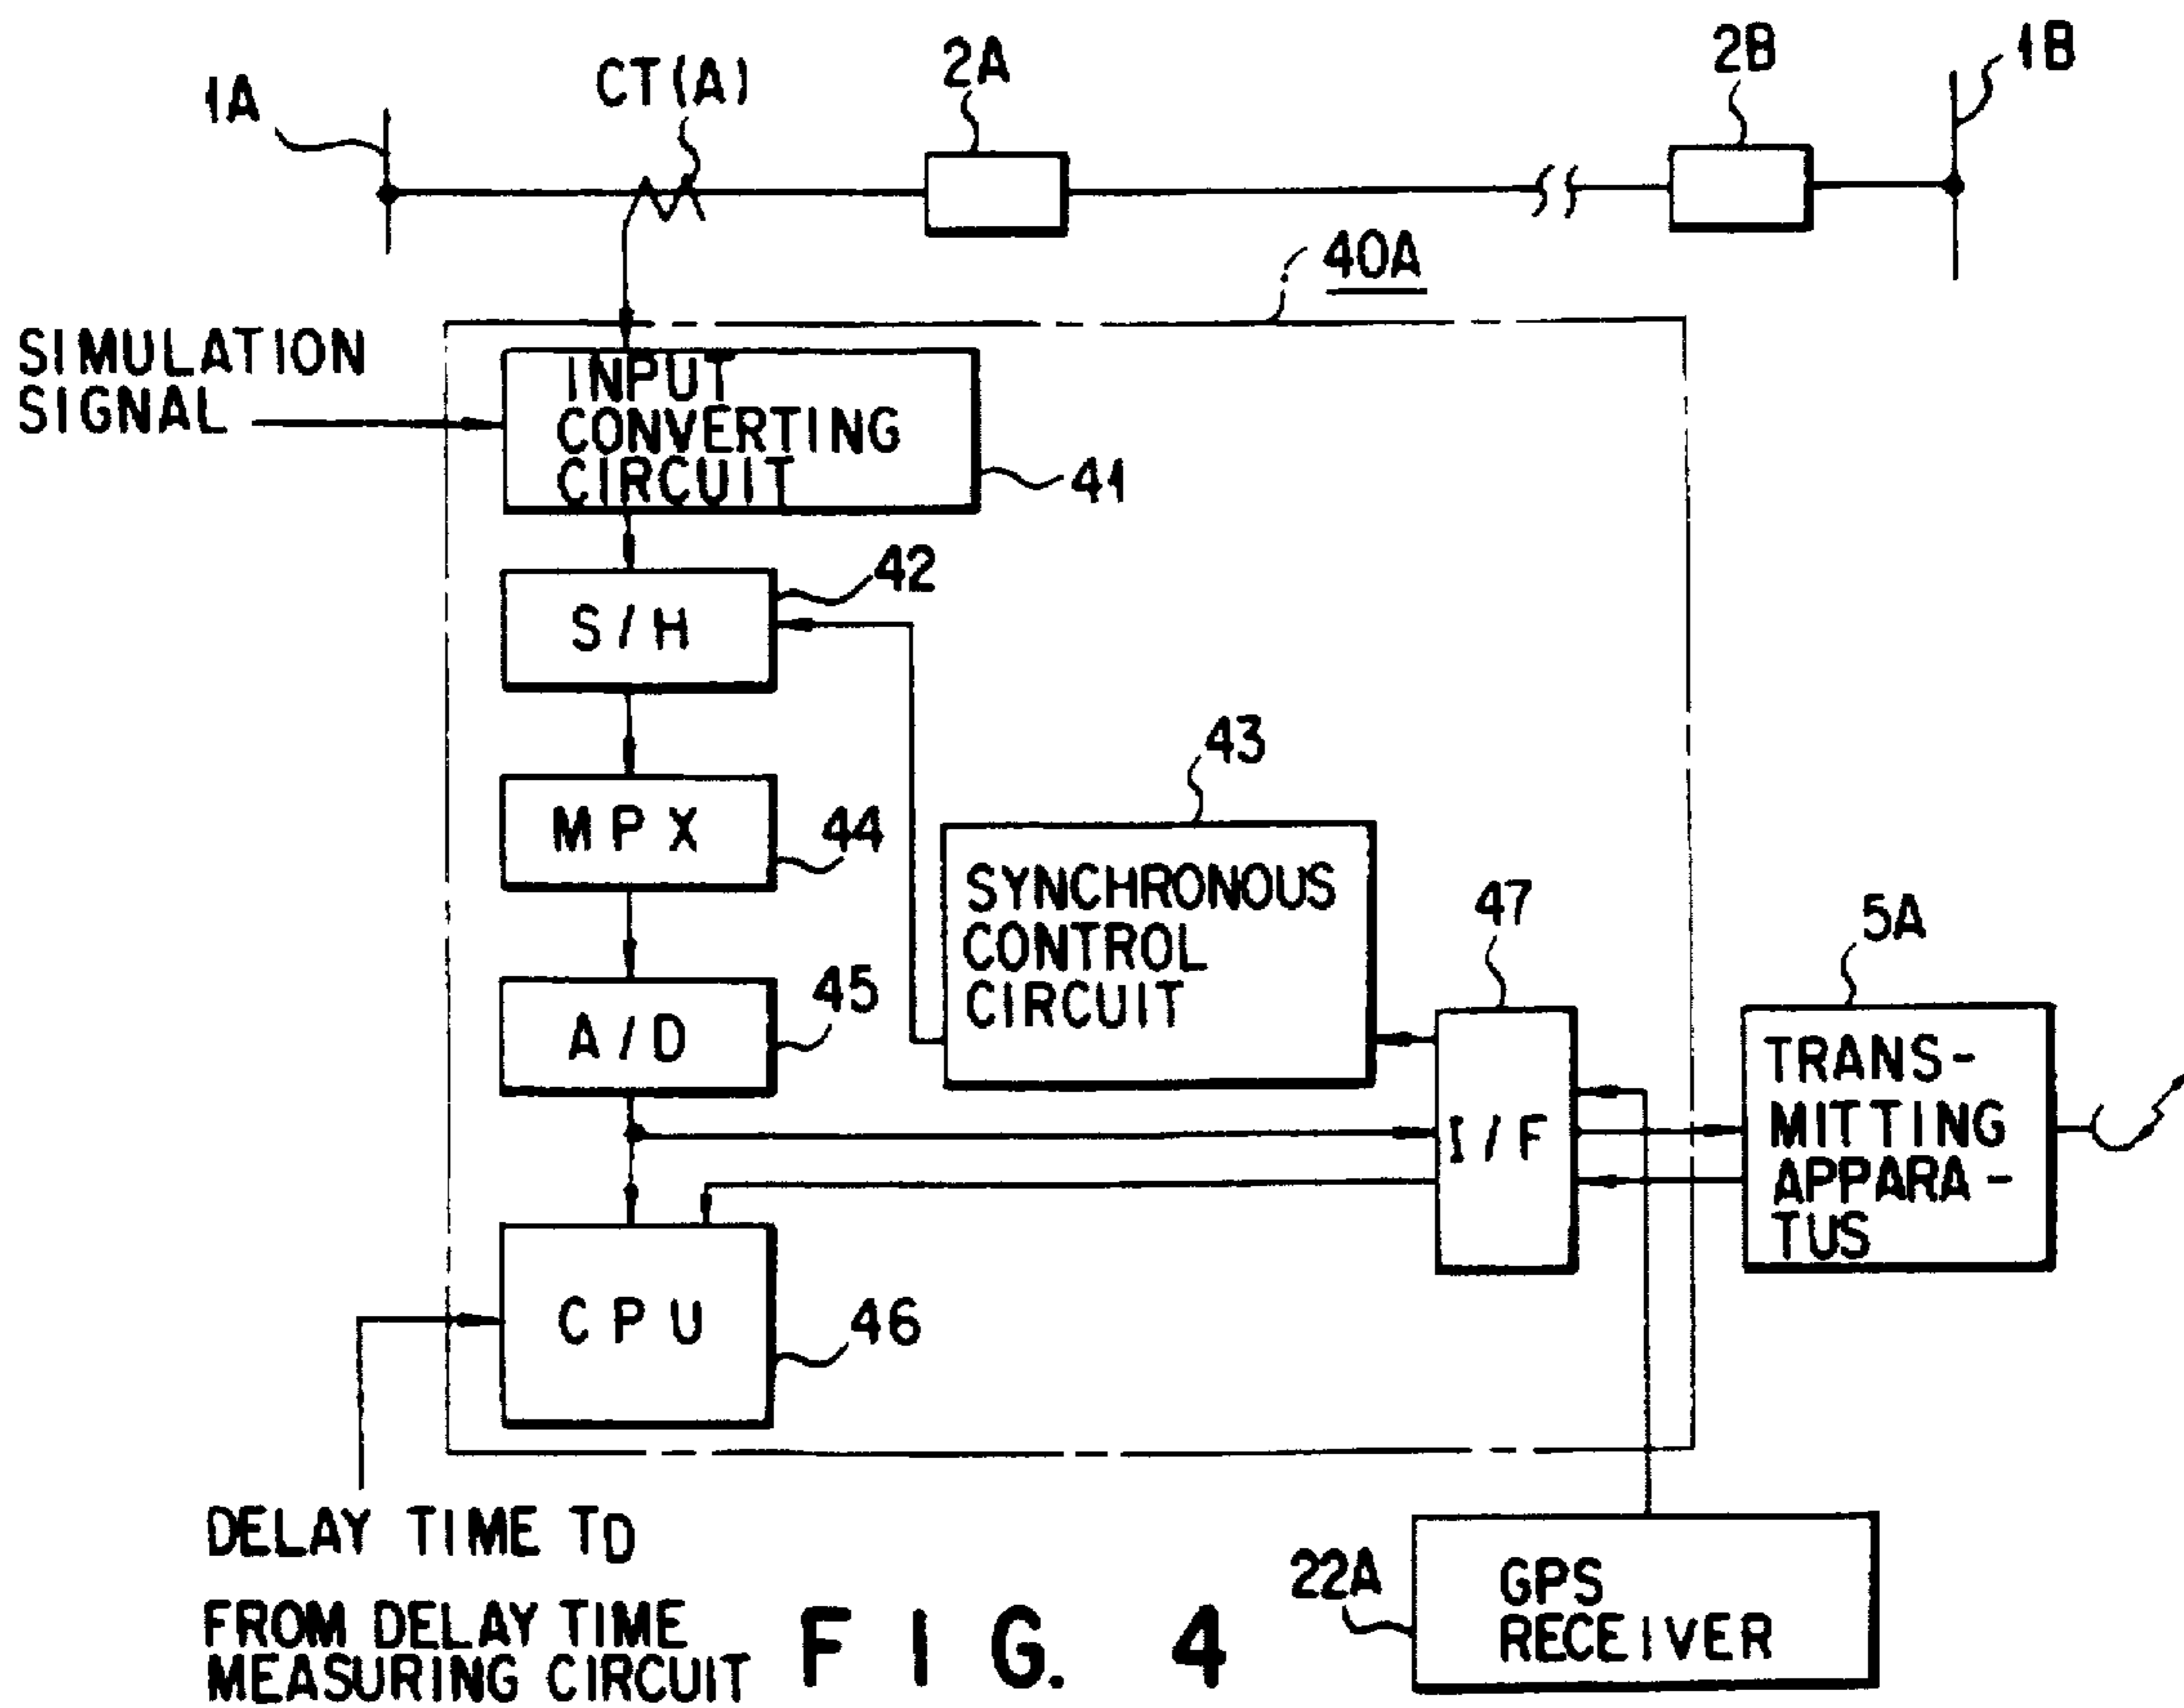 1A
CT(A)
2A
2B
1B
40A
SIMULATION
SIGNAL
INPUT
CONVERTING
CIRCUIT
41
S/H
42
MPX
44
A/D
45
SYNCHRONOUS
CONTROL
CIRCUIT
43
I/F
47
TRANS-
MITTING
APPARA-
TUS
5A
CPU
46
DELAY TIME TD
FROM DELAY TIME
MEASURING CIRCUIT
GPS
RECEIVER
22A
FIG. 4